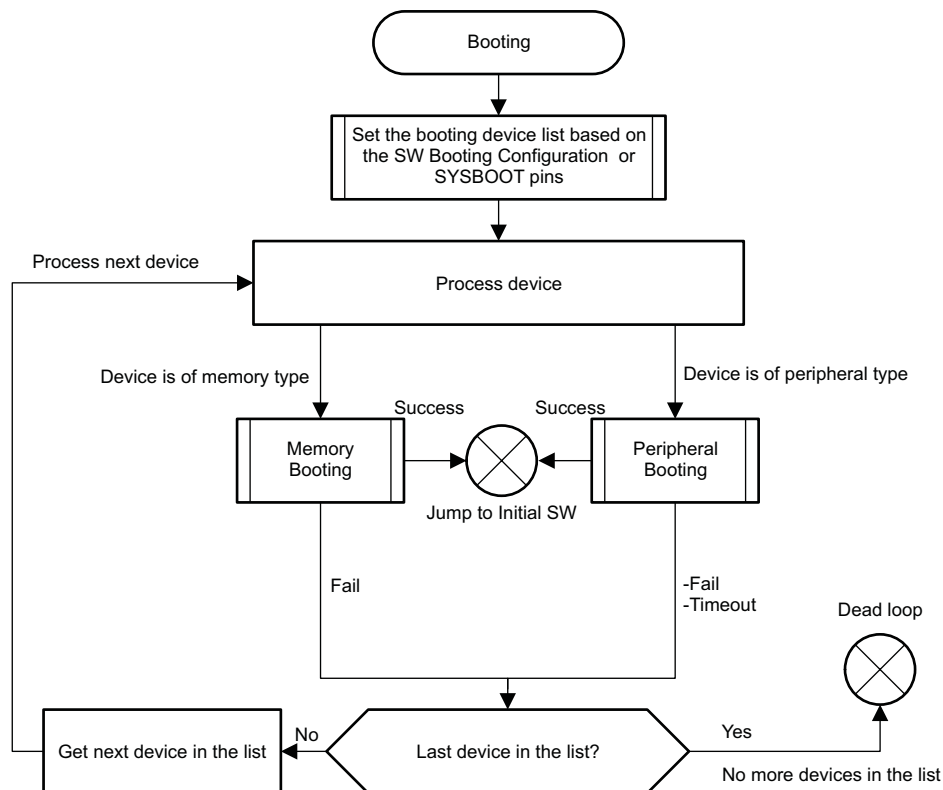 Booting
Set the booting device list based on
the SW Booting Configuration or
SYSBOOT pins
Process next device
Process device
Device is of memory type
Device is of peripheral type
Success
Success
Memory
Booting
Peripheral
Booting
Jump to Initial SW
Fail
-Fail
-Timeout
Dead loop
Get next device in the list
No
Last device in the list?
Yes
No more devices in the list